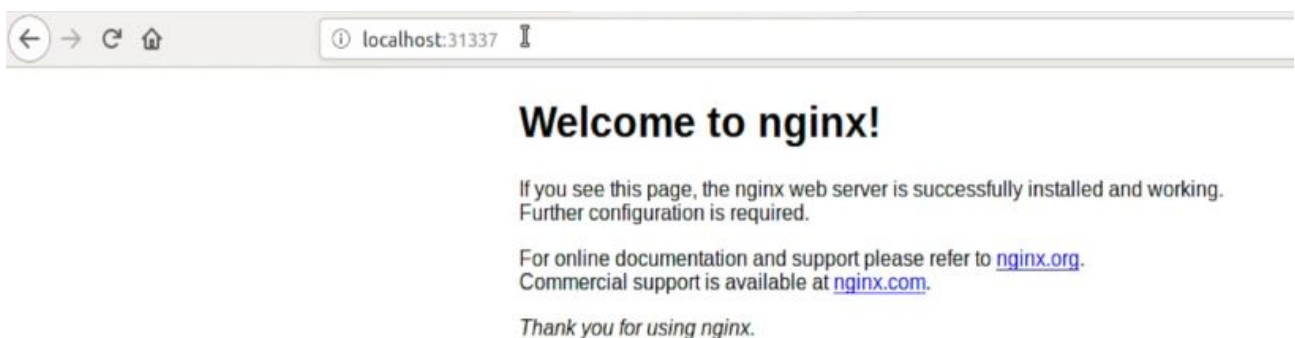 localhost:31337
Welcome to nginx!
If you see this page, the nginx web server is successfully installed and working.
Further configuration is required.
For online documentation and support please refer to nginx.org.
Commercial support is available at nginx.com.
Thank you for using nginx.